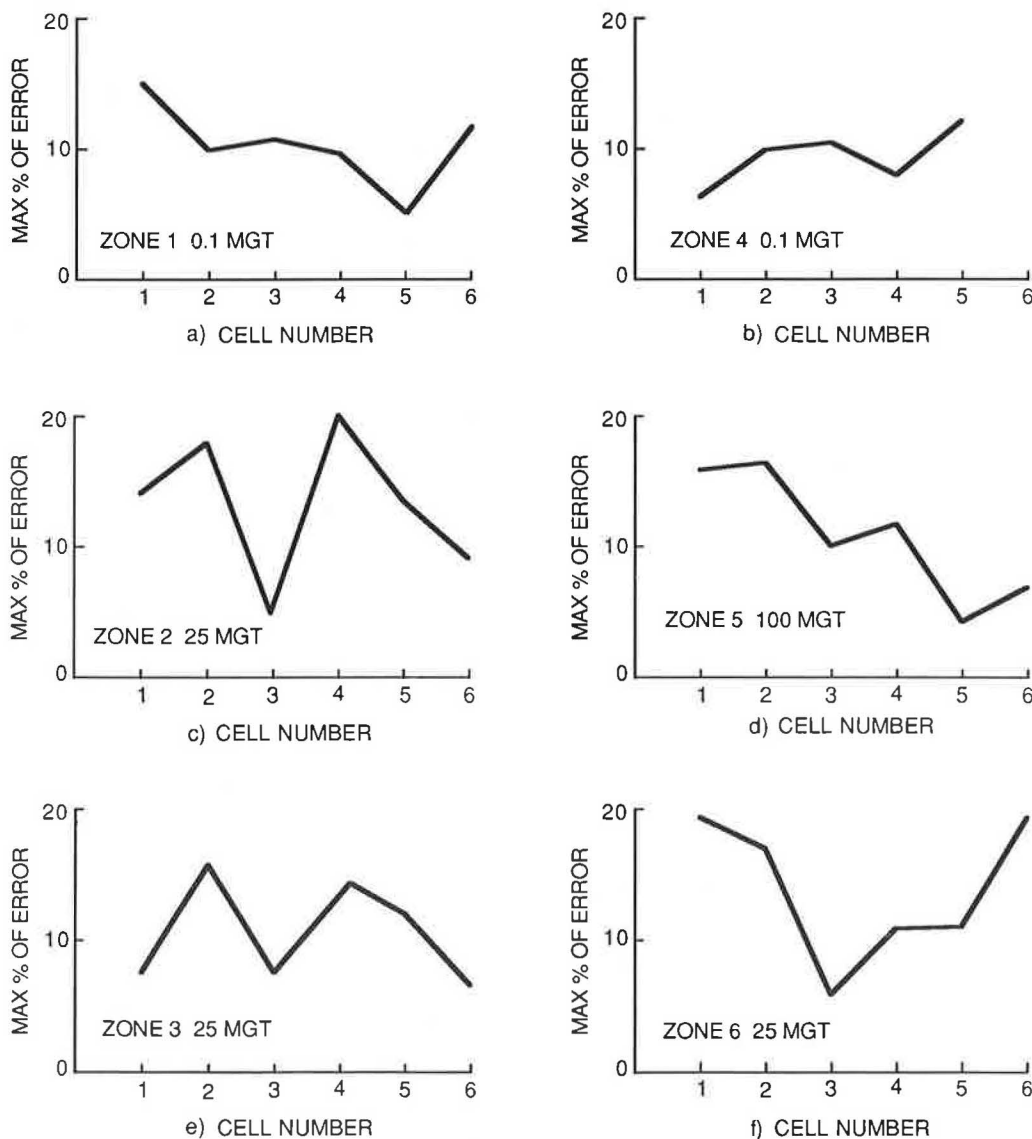 20
MAX % OF ERROR
10
ZONE 1 0.1 MGT
0
1 2 3 4 5 6
a) CELL NUMBER
20
MAX % OF ERROR
10
ZONE 4 0.1 MGT
0
1 2 3 4 5 6
b) CELL NUMBER
20
MAX % OF ERROR
10
ZONE 2 25 MGT
0
1 2 3 4 5 6
c) CELL NUMBER
20
MAX % OF ERROR
10
ZONE 5 100 MGT
0
1 2 3 4 5 6
d) CELL NUMBER
20
MAX % OF ERROR
10
ZONE 3 25 MGT
0
1 2 3 4 5 6
e) CELL NUMBER
20
MAX % OF ERROR
10
ZONE 6 25 MGT
0
1 2 3 4 5 6
f) CELL NUMBER